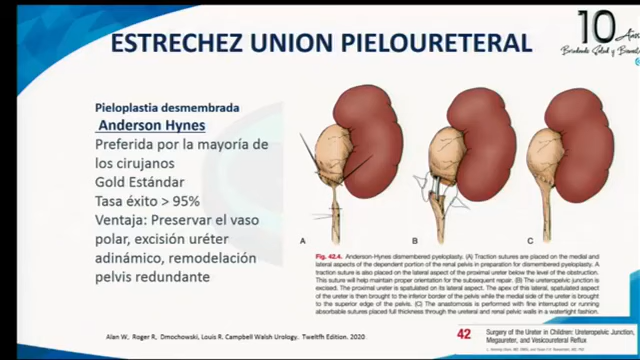 ESTRECHEZ UNION PIELOURETERAL
10 Años
Brindando Salud y Bienestar
Pieloplastia desmembrada
Anderson Hynes
Preferida por la mayoría de
los cirujanos
Gold Estándar
Tasa éxito > 95%
Ventaja: Preservar el vaso
polar, excisión uréter
adinámico, remodelación
pelvis redundante
A
B
C
Fig. 42.4. Anderson-Hynes dismembered pyeloplasty. (A) Traction sutures are placed on the medial and
lateral aspects of the dependent portion of the renal pelvis in preparation for dismembered pyeloplasty. A
traction suture is also placed on the lateral aspect of the proximal ureter below the level of the obstruction.
This suture will help maintain proper orientation for the subsequent repair. (B) The ureteropelvic junction is
excised. The proximal ureter is spatulated on its lateral aspect. The apex of this lateral, spatulated aspect
of the ureter is then brought to the inferior border of the pelvis while the medial side of the ureter is brought
to the superior edge of the pelvis. (C) The anastomosis is performed with fine interrupted or running
absorbable sutures placed full thickness through the ureteral and renal pelvic walls in a watertight fashion.
Alan W, Roger R, Dmochowski, Louis R. Campbell Walsh Urology. Twelfth Edition. 2020.
42
Surgery of the Ureter in Children: Ureteropelvic Junction,
Megaureter, and Vesicoureteral Reflux